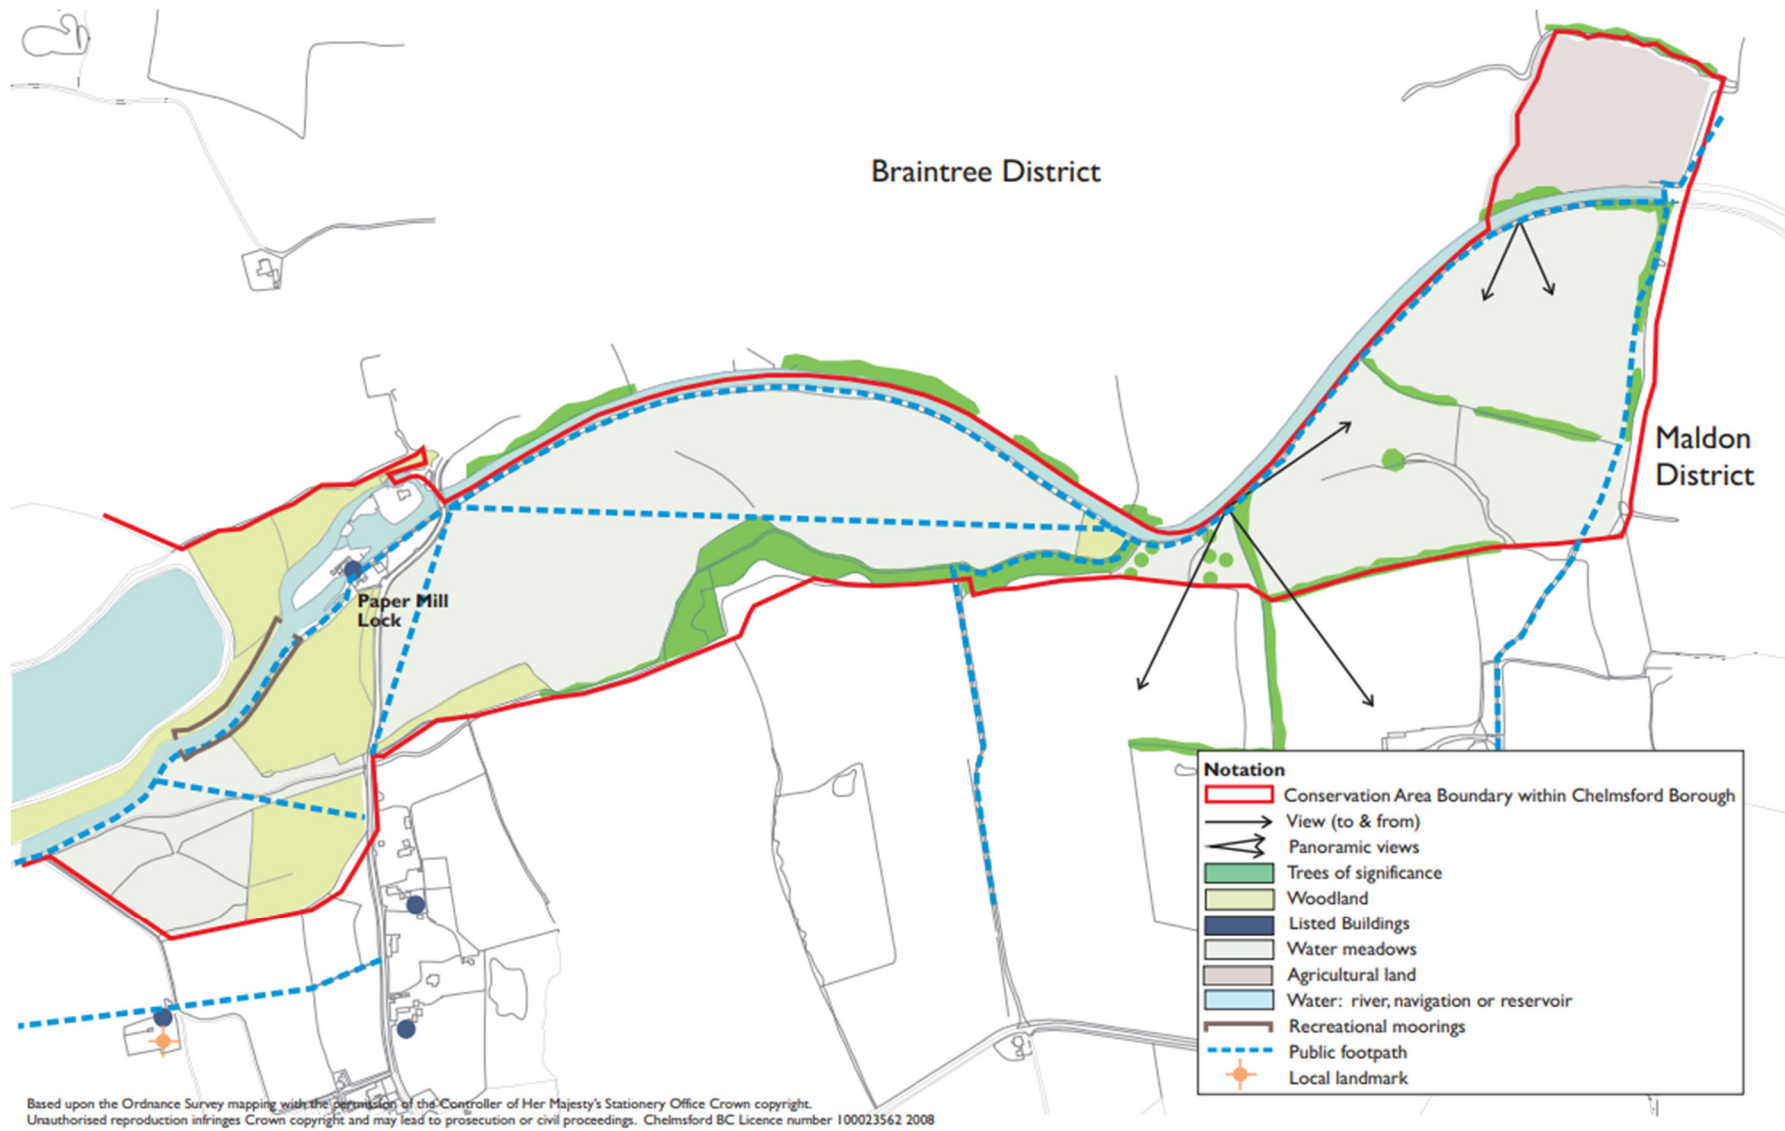 Braintree District
Maldon
District
Paper Mill
Lock
Notation
Conservation Area Boundary within Chelmsford Borough
View (to & from)
Panoramic views
Trees of significance
Woodland
Listed Buildings
Water meadows
Agricultural land
Water: river, navigation or reservoir
Recreational moorings
Public footpath
Local landmark
Based upon the Ordnance Survey mapping with the permission of the Controller of Her Majesty's Stationery Office Crown copyright.
Unauthorised reproduction infringes Crown copyright and may lead to prosecution or civil proceedings. Chelmsford BC Licence number 100023562 2008